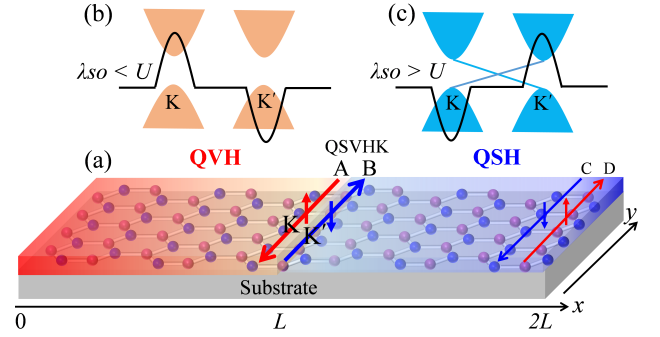 (b)
λso < U
K
K′
(c)
λso > U
K
K′
(a)
QVH
QSVHK
A B
QSH
C D
K
K′
y
Substrate
0
L
2L
x